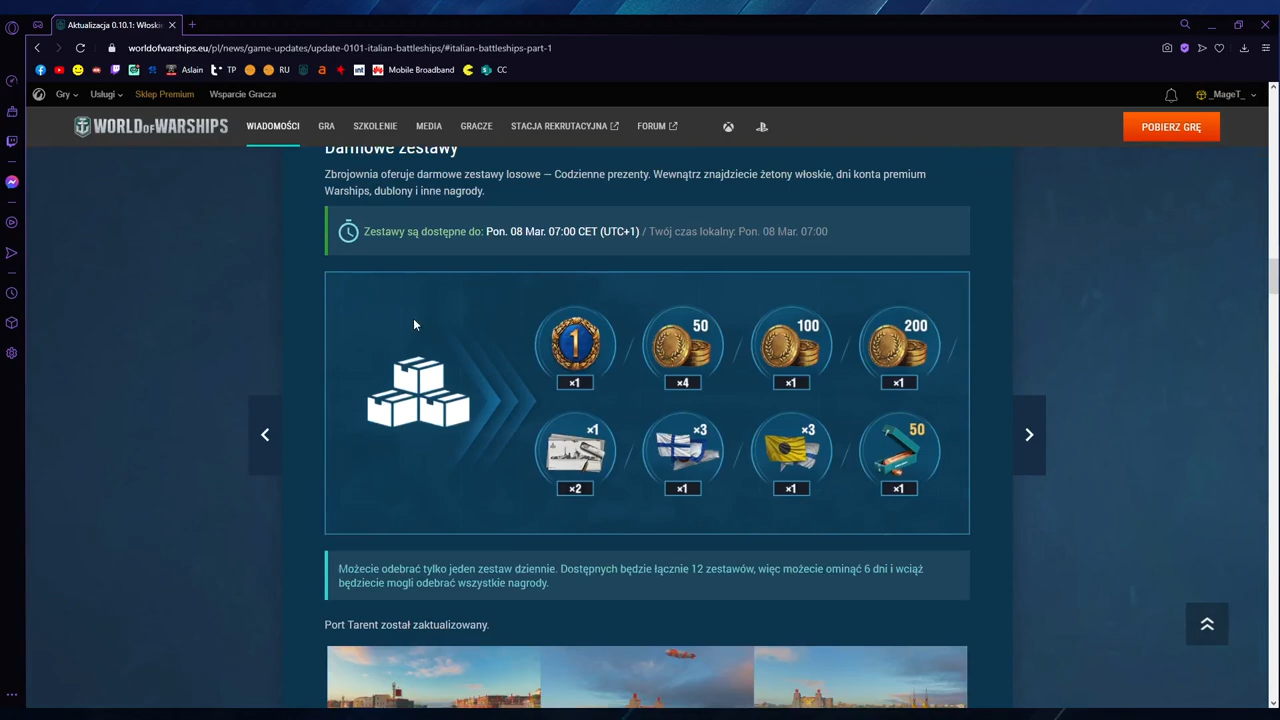 Aktualizacja 0.10.1: Włoski
worldofwarships.eu/pl/news/game-updates/update-0101-italian-battleships/#italian-battleships-part-1
Aslain TP RU int Mobile Broadband CC
Gry Usługi Sklep Premium Wsparcie Gracza _MageT_
WORLD OF WARSHIPS WIADOMOŚCI GRA SZKOLENIE MEDIA GRACZE STACJA REKRUTACYJNA FORUM POBIERZ GRĘ
Darmowe zestawy
Zbrojownia oferuje darmowe zestawy losowe — Codzienne prezenty. Wewnątrz znajdziecie żetony włoskie, dni konta premium
Warships, dublony i inne nagrody.
Zestawy są dostępne do: Pon. 08 Mar. 07:00 CET (UTC+1) / Twój czas lokalny: Pon. 08 Mar. 07:00
1 50 100 200
×1 ×4 ×1 ×1
×1 ×3 ×3 50
×2 ×1 ×1 ×1
Możecie odebrać tylko jeden zestaw dziennie. Dostępnych będzie łącznie 12 zestawów, więc możecie ominąć 6 dni i wciąż
będziecie mogli odebrać wszystkie nagrody.
Port Tarent został zaktualizowany.